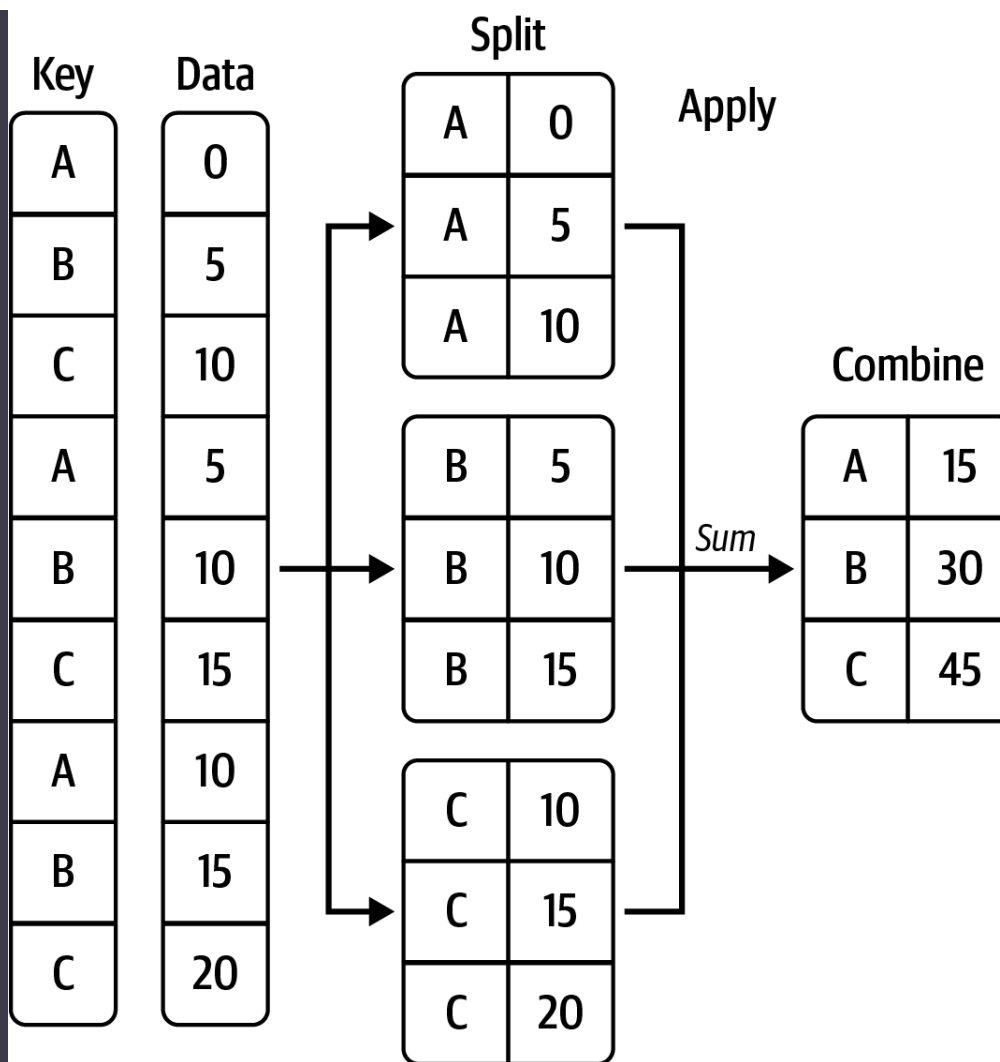 Key Data
A 0
B 5
C 10
A 5
B 10
C 15
A 10
B 15
C 20
Split
A 0
A 5
A 10
B 5
B 10
B 15
C 10
C 15
C 20
Apply
Sum
Combine
A 15
B 30
C 45